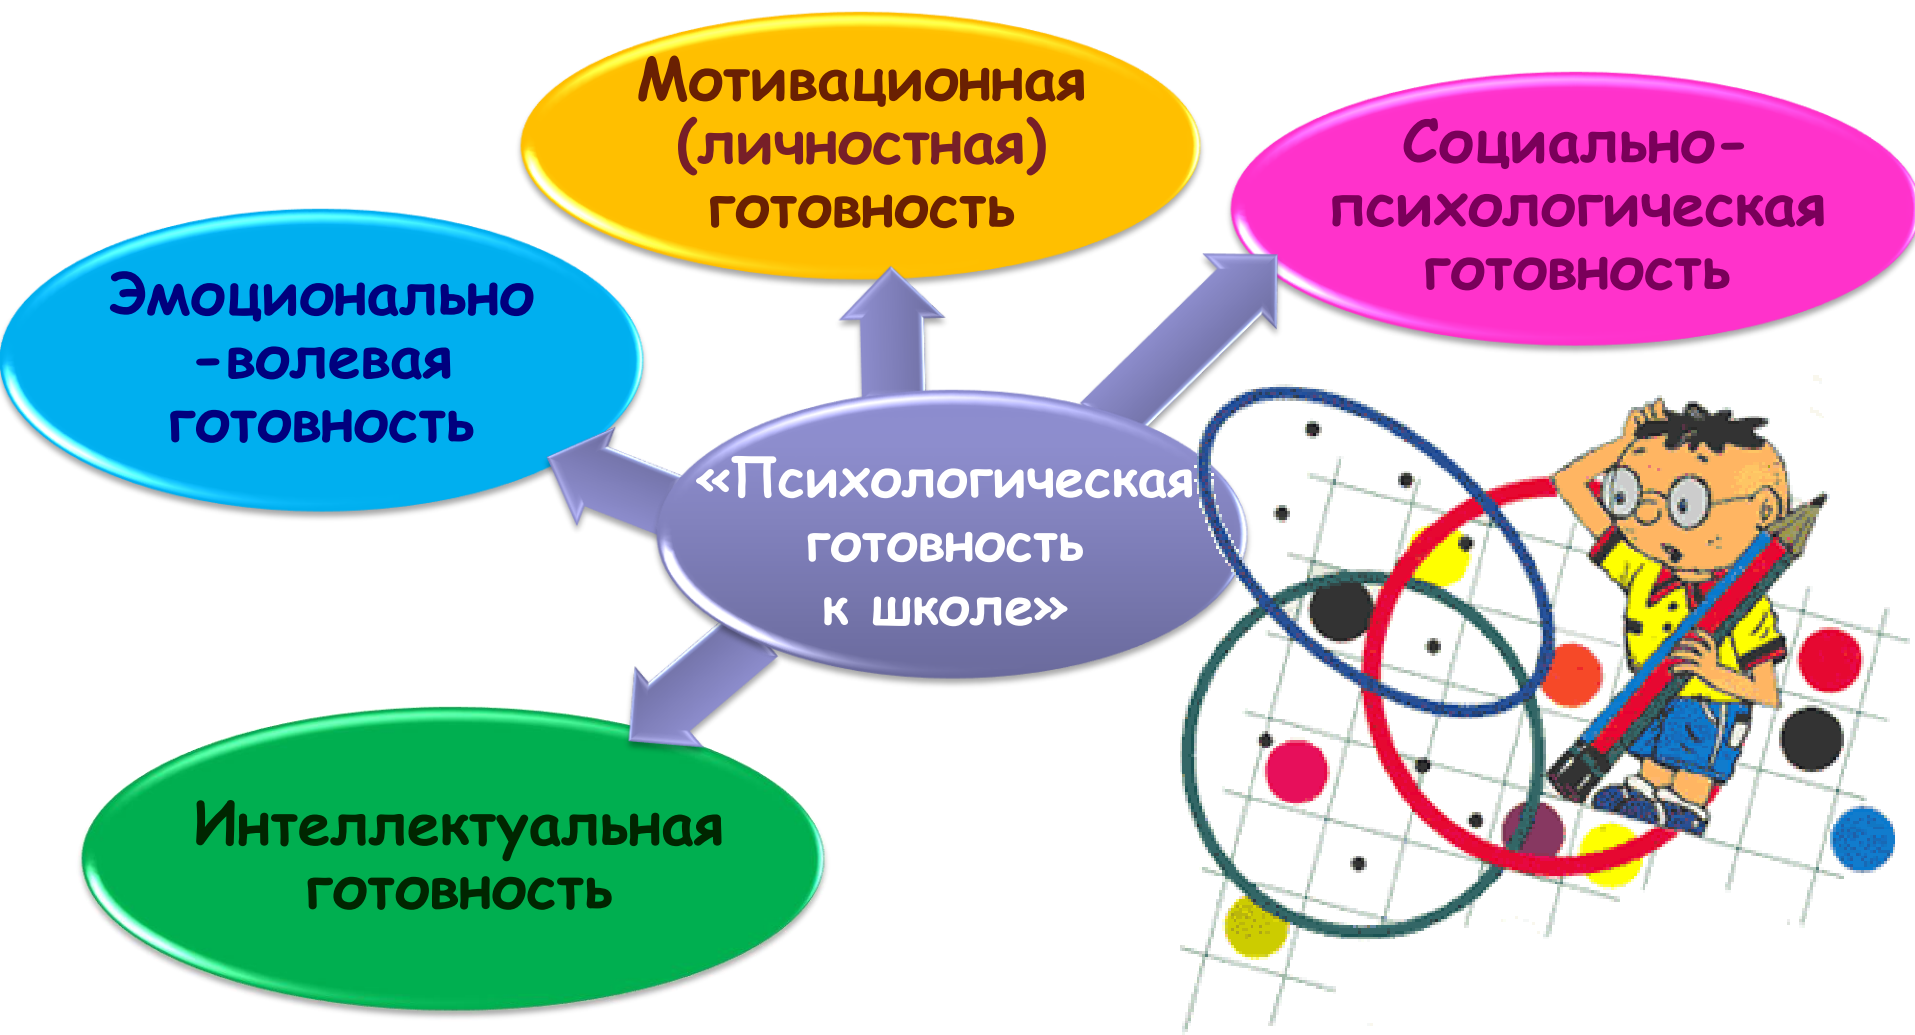 Мотивационная
(личностная)
готовность
Социально-
психологическая
готовность
Эмоционально
-волевая
готовность
«Психологическая
готовность
к школе»
Интеллектуальная
готовность